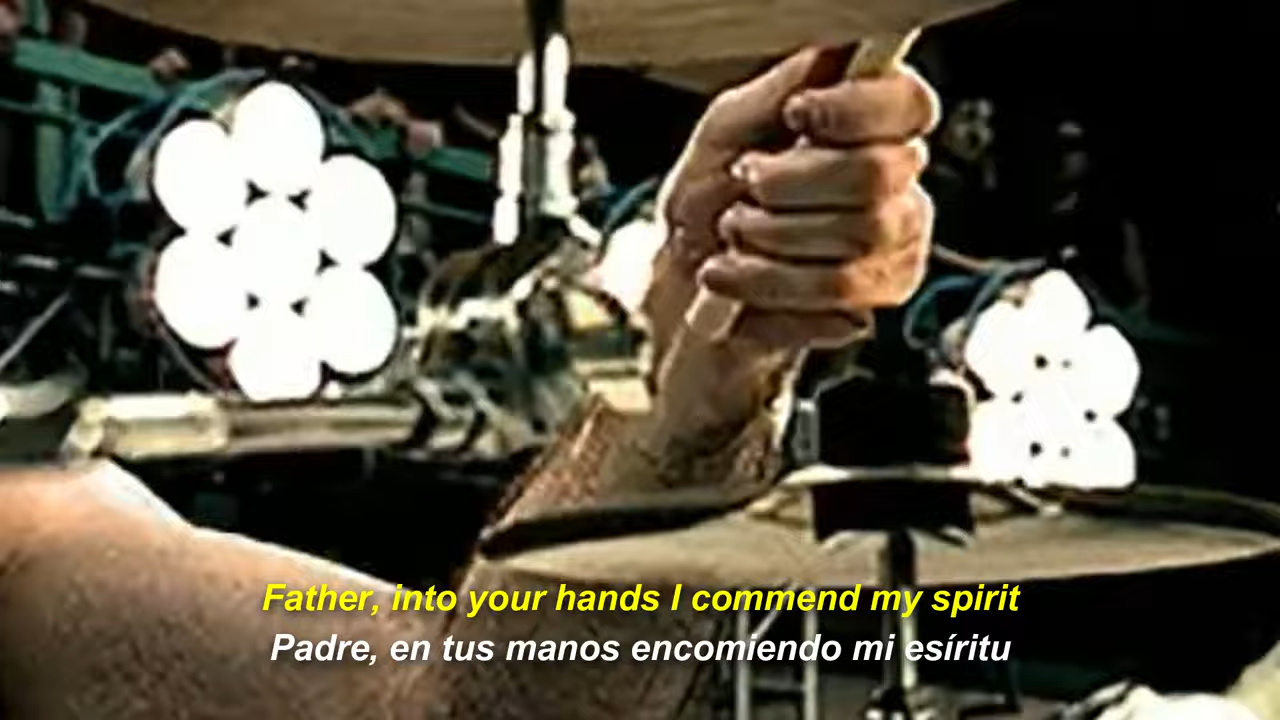 Father, into your hands I commend my spirit
Padre, en tus manos encomiendo mi esíritu